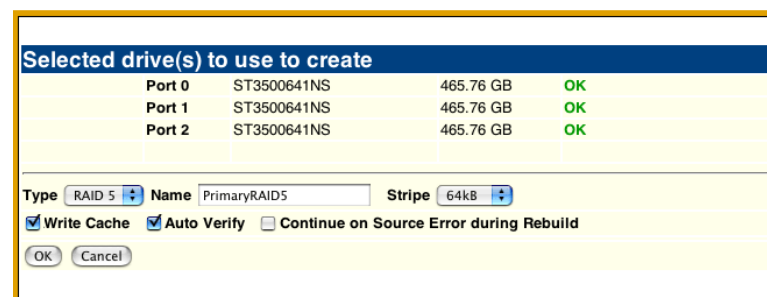 Selected drive(s) to use to create
Port 0 ST3500641NS 465.76 GB OK
Port 1 ST3500641NS 465.76 GB OK
Port 2 ST3500641NS 465.76 GB OK
Type RAID 5 Name PrimaryRAID5 Stripe 64kB
Write Cache Auto Verify Continue on Source Error during Rebuild
OK Cancel